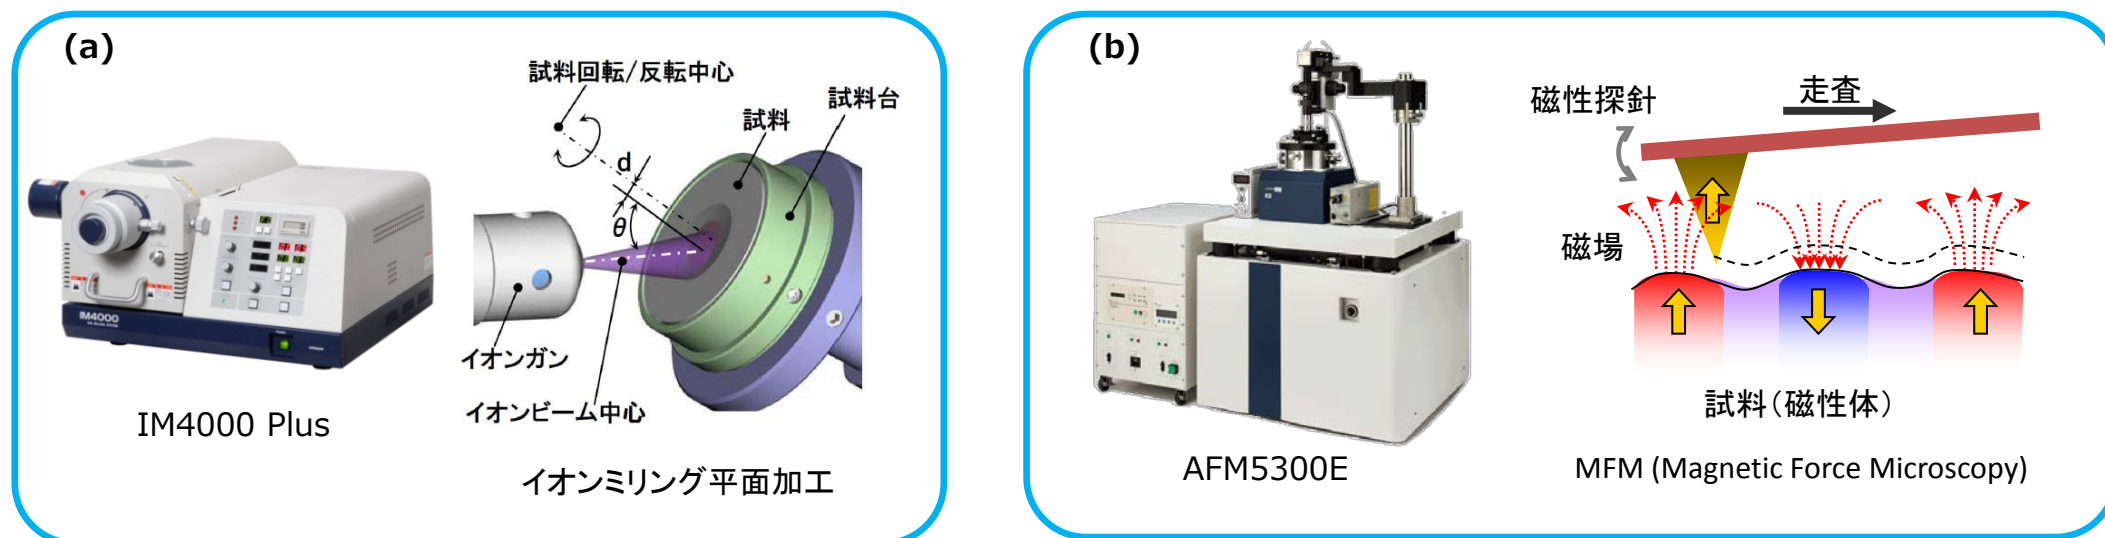 (a)
試料回転/反転中心
試料台
試料
d
θ
イオンガン
イオンビーム中心
IM4000
IM4000 Plus
イオンミリング平面加工
(b)
磁性探針
走査
磁場
試料(磁性体)
AFM5300E
MFM (Magnetic Force Microscopy)